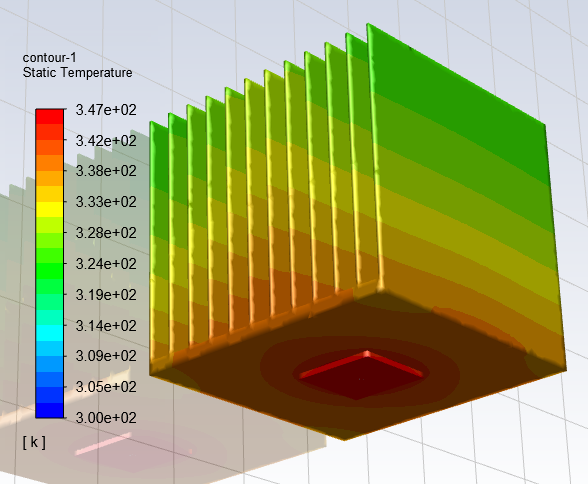 contour-1
Static Temperature
3.47e+02
3.42e+02
3.38e+02
3.33e+02
3.28e+02
3.24e+02
3.19e+02
3.14e+02
3.09e+02
3.05e+02
3.00e+02
[ k ]